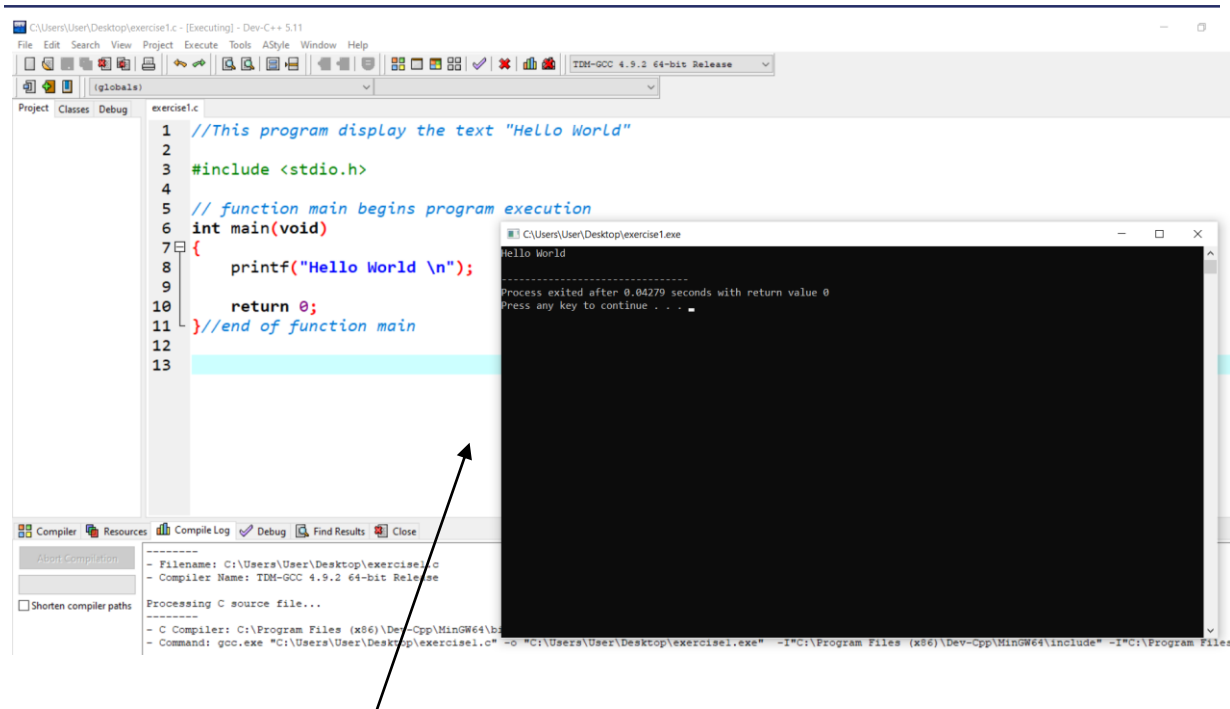 C:\Users\User\Desktop\exercise1.c - [Executing] - Dev-C++ 5.11
File Edit Search View Project Execute Tools AStyle Window Help
TDM-GCC 4.9.2 64-bit Release
(globals)
Project Classes Debug exercise1.c
1 //This program display the text "Hello World"
2
3 #include <stdio.h>
4
5 // function main begins program execution
6 int main(void)
7 {
8 printf("Hello World \n");
9
10 return 0;
11 }//end of function main
12
13
C:\Users\User\Desktop\exercise1.exe
Hello World
--------------------------------
Process exited after 0.04279 seconds with return value 0
Press any key to continue . . .
Compiler Resources Compile Log Debug Find Results Close
Abort Compilation
Shorten compiler paths
--------
- Filename: C:\Users\User\Desktop\exercise1.c
- Compiler Name: TDM-GCC 4.9.2 64-bit Release
Processing C source file...
--------
- C Compiler: C:\Program Files (x86)\Dev-Cpp\MinGW64\bi
- Command: gcc.exe "C:\Users\User\Desktop\exercise1.c" -o "C:\Users\User\Desktop\exercise1.exe" -I"C:\Program Files (x86)\Dev-Cpp\MinGW64\include" -I"C:\Program Files